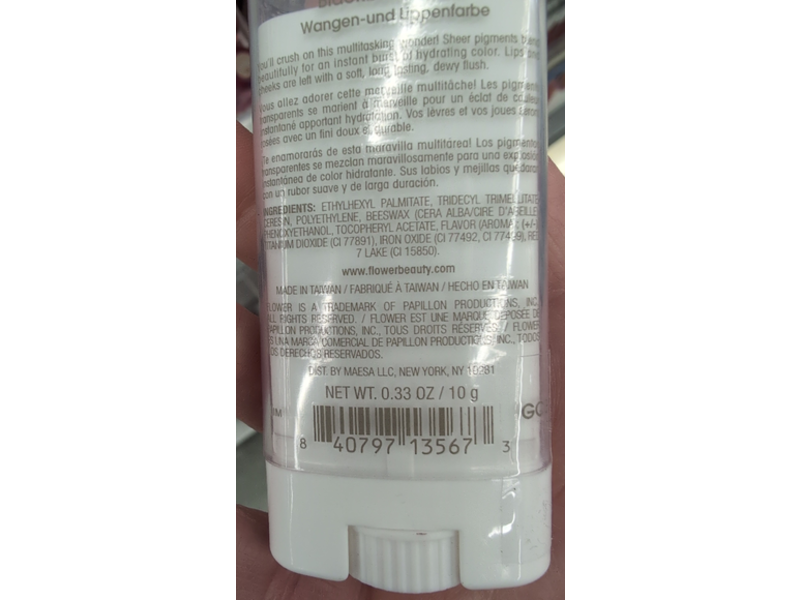 Wangen-und Lippenfarbe
You'll crush on this multitasking wonder! Sheer pigments blend
beautifully for an instant burst of hydrating color. Lips and
cheeks are left with a soft, long lasting, dewy flush.
Vous allez adorer cette merveille multitâche! Les pigments
transparents se marient à merveille pour un éclat de couleur
instantané apportant hydratation. Vos lèvres et vos joues seront
rosées avec un fini doux et durable.
Te enamorarás de esta maravilla multitárea! Los pigmentos
transparentes se mezclan maravillosamente para una explosión
instantánea de color hidratante. Sus labios y mejillas quedaran
con un rubor suave y de larga duración.
INGREDIENTS: ETHYLHEXYL PALMITATE, TRIDECYL TRIMELLITATE,
CERESIN, POLYETHYLENE, BEESWAX (CERA ALBA/CIRE D'ABEILLE),
PHENOXYETHANOL, TOCOPHERYL ACETATE, FLAVOR (AROMA); (+/-)
TITANIUM DIOXIDE (CI 77891), IRON OXIDE (CI 77492, CI 77499), RED
7 LAKE (CI 15850).
www.flowerbeauty.com
MADE IN TAIWAN / FABRIQUÉ À TAIWAN / HECHO EN TAIWAN
FLOWER IS A TRADEMARK OF PAPILLON PRODUCTIONS, INC.,
ALL RIGHTS RESERVED. / FLOWER EST UNE MARQUE DÉPOSÉE DE
PAPILLON PRODUCTIONS, INC., TOUS DROITS RÉSERVÉS. / FLOWER
ES UNA MARCA COMERCIAL DE PAPILLON PRODUCTIONS, INC., TODOS
LOS DERECHOS RESERVADOS.
DIST. BY MAESA LLC, NEW YORK, NY 10281
NET WT. 0.33 OZ / 10 g
8 40797 13567 3